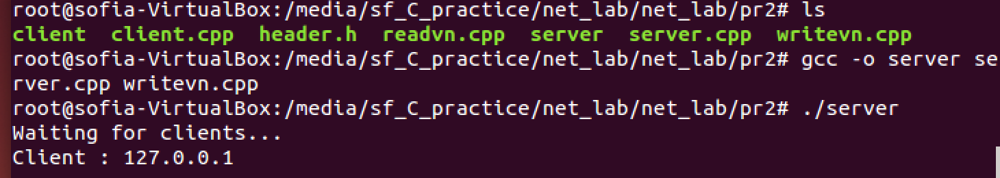 root@sofia-VirtualBox:/media/sf_C_practice/net_lab/net_lab/pr2# ls
client  client.cpp  header.h  readvn.cpp  server  server.cpp  writevn.cpp
root@sofia-VirtualBox:/media/sf_C_practice/net_lab/net_lab/pr2# gcc -o server se
rver.cpp writevn.cpp
root@sofia-VirtualBox:/media/sf_C_practice/net_lab/net_lab/pr2# ./server
Waiting for clients...
Client : 127.0.0.1